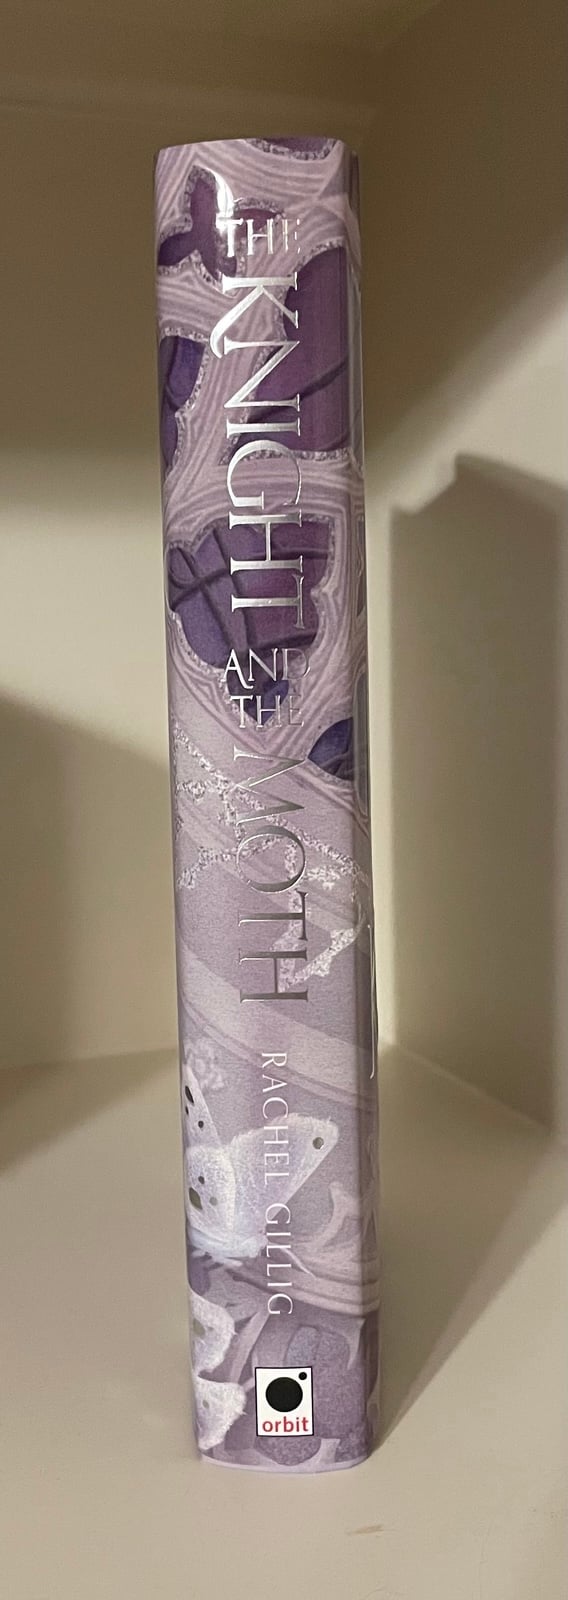 THE
KNIGHT
AND
THE
MOTH
RACHEL GILLIG
orbit